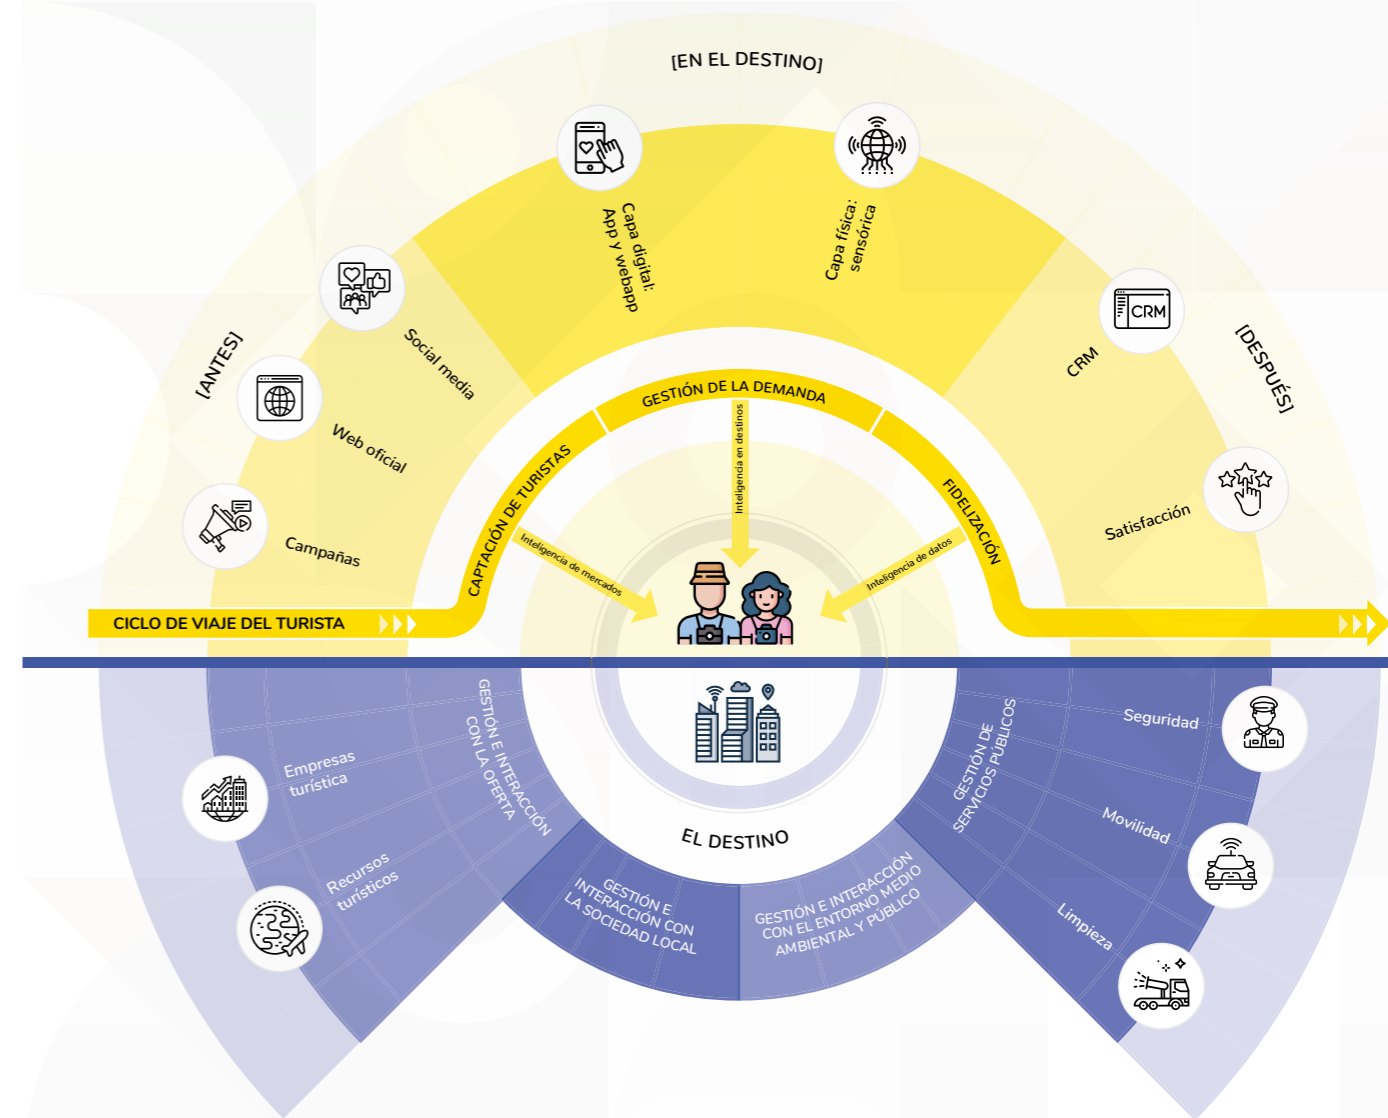 [EN EL DESTINO]
Capa digital:
App y webapp
Capa física:
sensórica
[ANTES]
Social media
Web oficial
Campañas
[DESPUÉS]
CRM
CRM
Satisfacción
GESTIÓN DE LA DEMANDA
CAPTACIÓN DE TURISTAS
FIDELIZACIÓN
Inteligencia de mercados
Inteligencia en destinos
Inteligencia de datos
CICLO DE VIAJE DEL TURISTA
GESTIÓN E INTERACCIÓN
CON LA OFERTA
Empresas
turística
Recursos
turísticos
EL DESTINO
GESTIÓN E
INTERACCIÓN CON
LA SOCIEDAD LOCAL
GESTIÓN E INTERACCIÓN
CON EL ENTORNO MEDIO
AMBIENTAL Y PÚBLICO
GESTIÓN DE
SERVICIOS PÚBLICOS
Seguridad
Movilidad
Limpieza